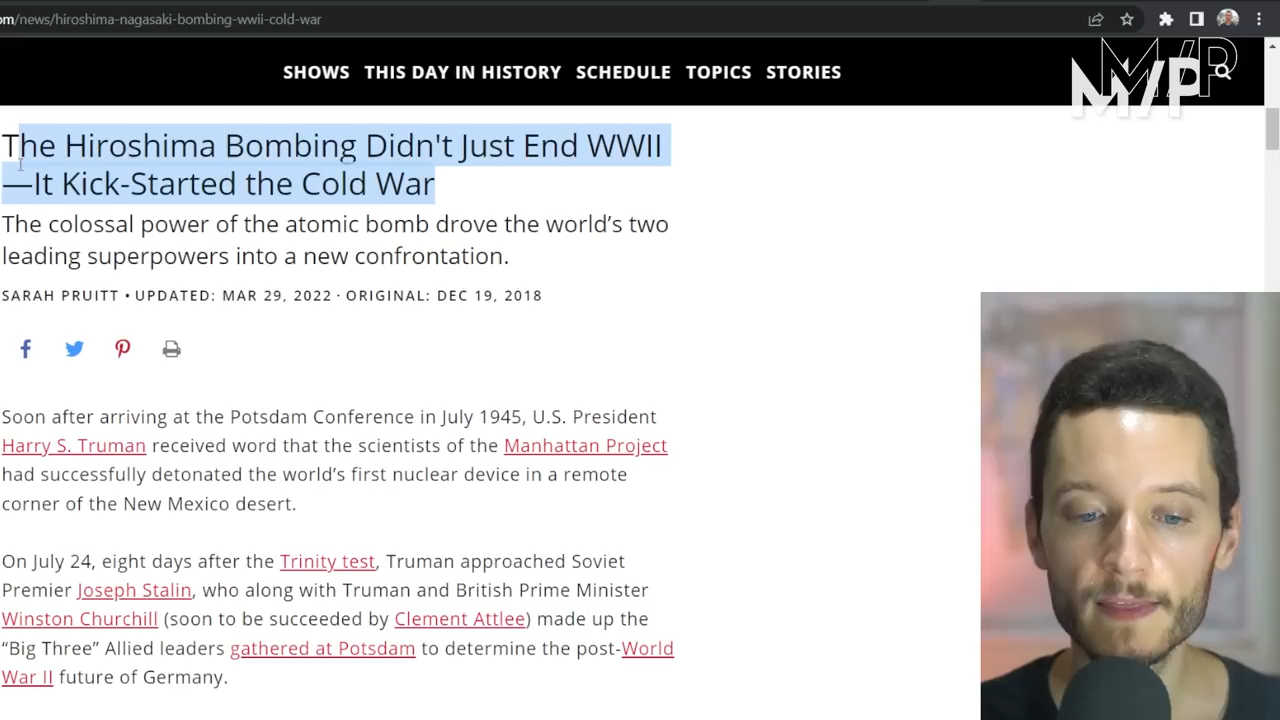 om/news/hiroshima-nagasaki-bombing-wwii-cold-war
SHOWS THIS DAY IN HISTORY SCHEDULE TOPICS STORIES
M/P
M/P
The Hiroshima Bombing Didn't Just End WWII
—It Kick-Started the Cold War
The colossal power of the atomic bomb drove the world’s two
leading superpowers into a new confrontation.
SARAH PRUITT • UPDATED: MAR 29, 2022 · ORIGINAL: DEC 19, 2018
Soon after arriving at the Potsdam Conference in July 1945, U.S. President
Harry S. Truman received word that the scientists of the Manhattan Project
had successfully detonated the world’s first nuclear device in a remote
corner of the New Mexico desert.
On July 24, eight days after the Trinity test, Truman approached Soviet
Premier Joseph Stalin, who along with Truman and British Prime Minister
Winston Churchill (soon to be succeeded by Clement Attlee) made up the
“Big Three” Allied leaders gathered at Potsdam to determine the post-World
War II future of Germany.